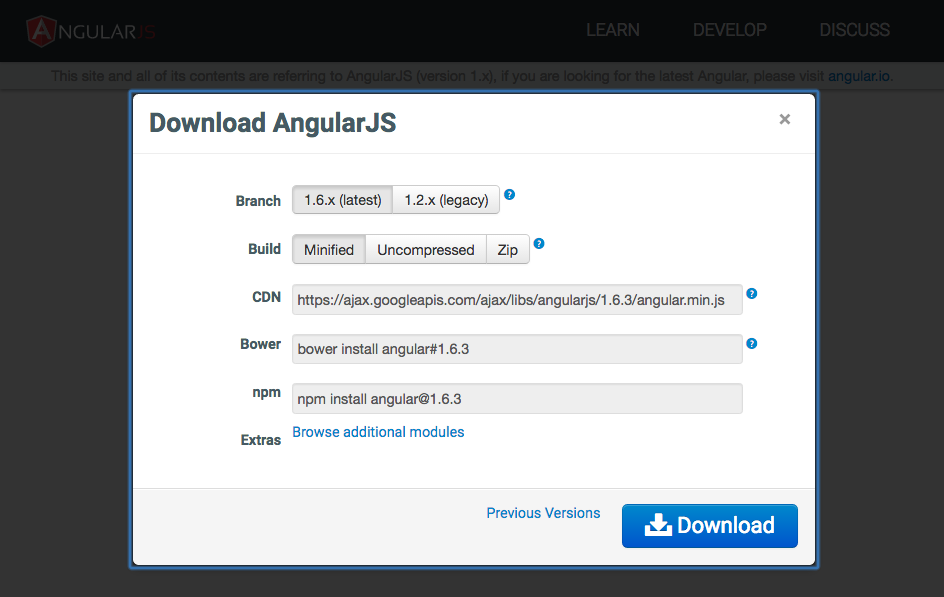 ANGULARJS
LEARN DEVELOP DISCUSS
This site and all of its contents are referring to AngularJS (version 1.x), if you are looking for the latest Angular, please visit angular.io.
Download AngularJS ×
Branch 1.6.x (latest) 1.2.x (legacy) ?
Build Minified Uncompressed Zip ?
CDN https://ajax.googleapis.com/ajax/libs/angularjs/1.6.3/angular.min.js ?
Bower bower install angular#1.6.3 ?
npm npm install angular@1.6.3
Extras Browse additional modules
Previous Versions Download